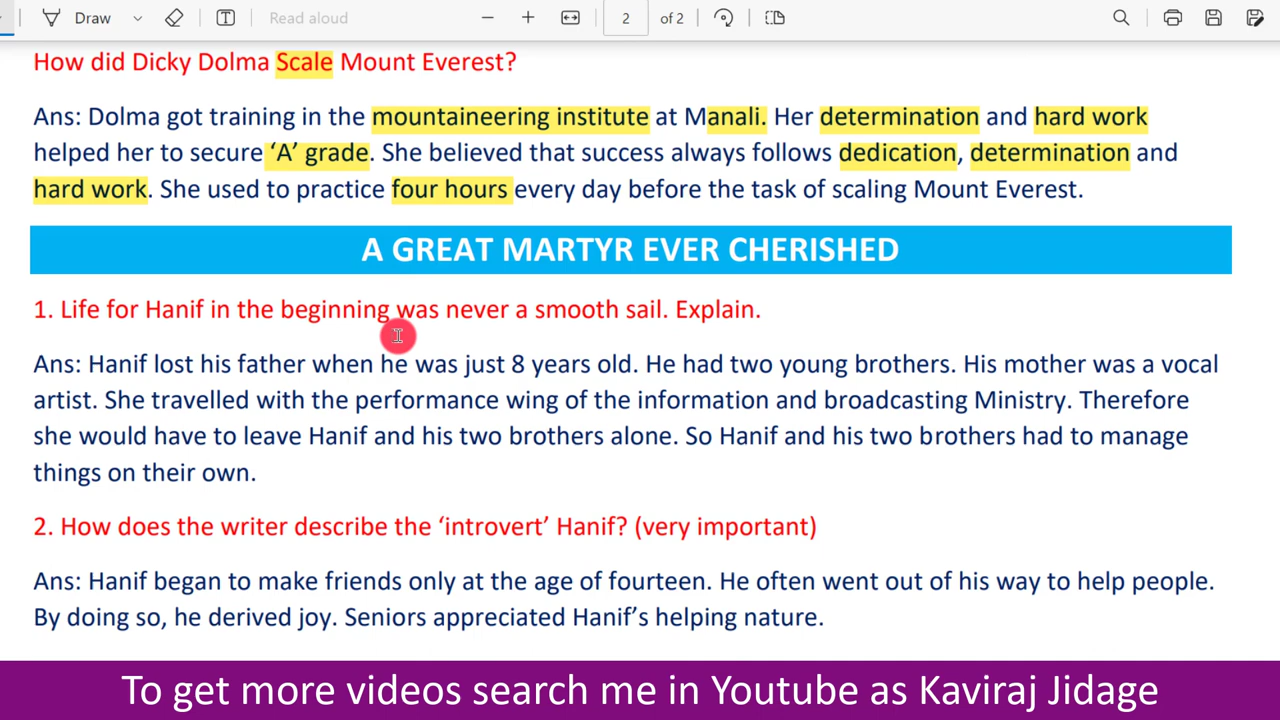 Draw
Read aloud
2 of 2
How did Dicky Dolma Scale Mount Everest?
Ans: Dolma got training in the mountaineering institute at Manali. Her determination and hard work
helped her to secure ‘A’ grade. She believed that success always follows dedication, determination and
hard work. She used to practice four hours every day before the task of scaling Mount Everest.
A GREAT MARTYR EVER CHERISHED
1. Life for Hanif in the beginning was never a smooth sail. Explain.
Ans: Hanif lost his father when he was just 8 years old. He had two young brothers. His mother was a vocal
artist. She travelled with the performance wing of the information and broadcasting Ministry. Therefore
she would have to leave Hanif and his two brothers alone. So Hanif and his two brothers had to manage
things on their own.
2. How does the writer describe the ‘introvert’ Hanif? (very important)
Ans: Hanif began to make friends only at the age of fourteen. He often went out of his way to help people.
By doing so, he derived joy. Seniors appreciated Hanif’s helping nature.
To get more videos search me in Youtube as Kaviraj Jidage